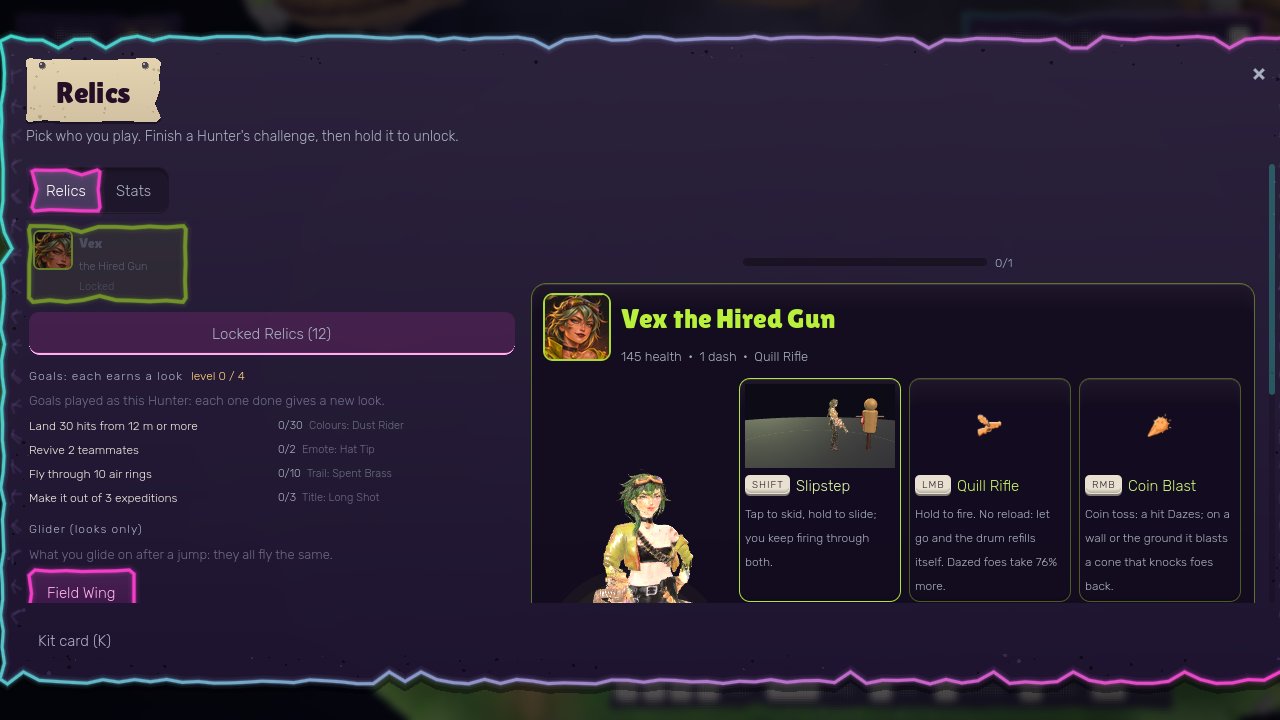 Relics
×
Pick who you play. Finish a Hunter's challenge, then hold it to unlock.
Relics
Stats
Vex
the Hired Gun
Locked
0/1
Locked Relics (12)
Goals: each earns a look level 0 / 4
Goals played as this Hunter: each one done gives a new look.
Land 30 hits from 12 m or more 0/30 Colours: Dust Rider
Revive 2 teammates 0/2 Emote: Hat Tip
Fly through 10 air rings 0/10 Trail: Spent Brass
Make it out of 3 expeditions 0/3 Title: Long Shot
Glider (looks only)
What you glide on after a jump: they all fly the same.
Field Wing
Vex the Hired Gun
145 health • 1 dash • Quill Rifle
SHIFT Slipstep
Tap to skid, hold to slide;
you keep firing through
both.
LMB Quill Rifle
Hold to fire. No reload: let
go and the drum refills
itself. Dazed foes take 76%
more.
RMB Coin Blast
Coin toss: a hit Dazes; on a
wall or the ground it blasts
a cone that knocks foes
back.
Kit card (K)